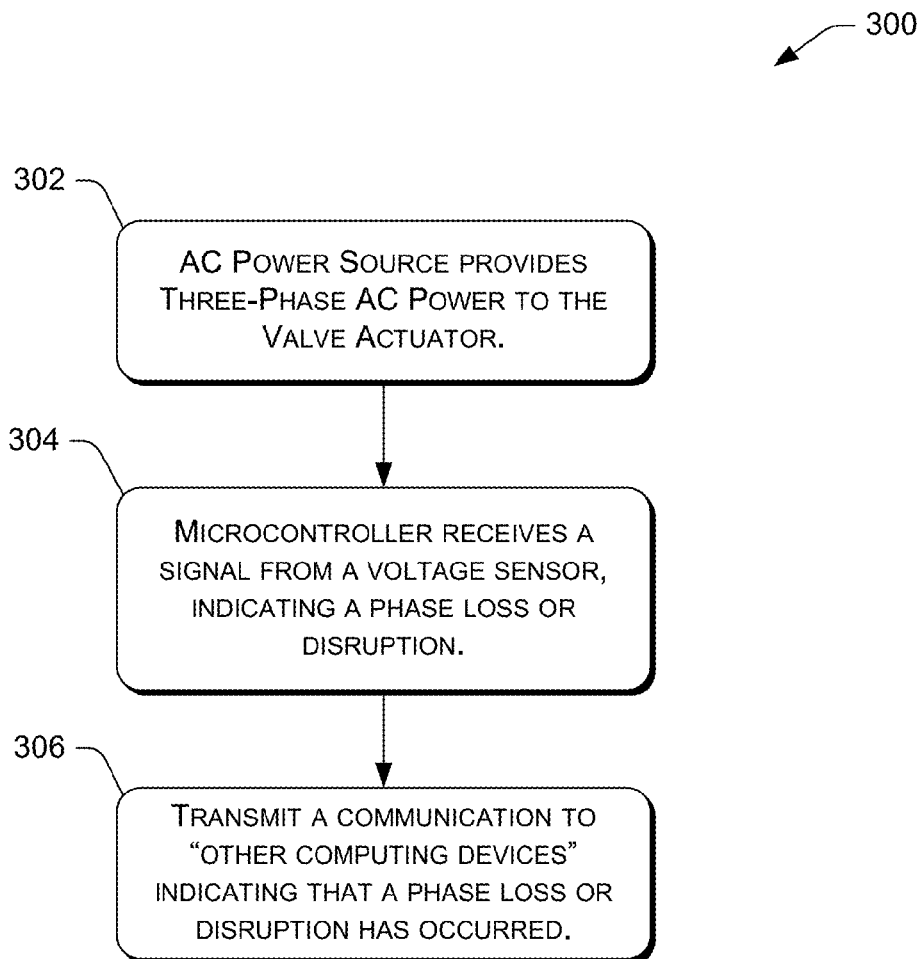 300
302
AC POWER SOURCE PROVIDES
THREE-PHASE AC POWER TO THE
VALVE ACTUATOR.
304
MICROCONTROLLER RECEIVES A
SIGNAL FROM A VOLTAGE SENSOR,
INDICATING A PHASE LOSS OR
DISRUPTION.
306
TRANSMIT A COMMUNICATION TO
“OTHER COMPUTING DEVICES”
INDICATING THAT A PHASE LOSS OR
DISRUPTION HAS OCCURRED.